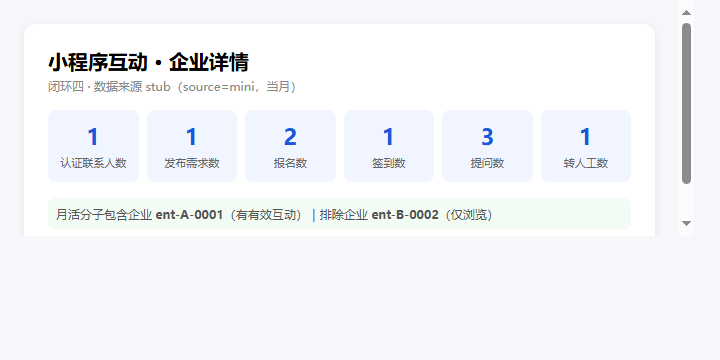 小程序互动 · 企业详情
闭环四 · 数据来源 stub（source=mini，当月）
1 1 2 1 3 1
认证联系人数 发布需求数 报名数 签到数 提问数 转人工数
月活分子包含企业 ent-A-0001（有有效互动）｜排除企业 ent-B-0002（仅浏览）